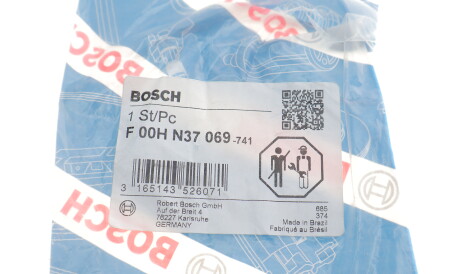 BOSCH
BOSCH
1 St/Pc
F 00H N37 069 -741
3 165143 526071
Robert Bosch GmbH
Auf der Breit 4
76227 Karlsruhe
GERMANY
685
374
Made in Brazil
Fabriqué au Brésil
BOSCH